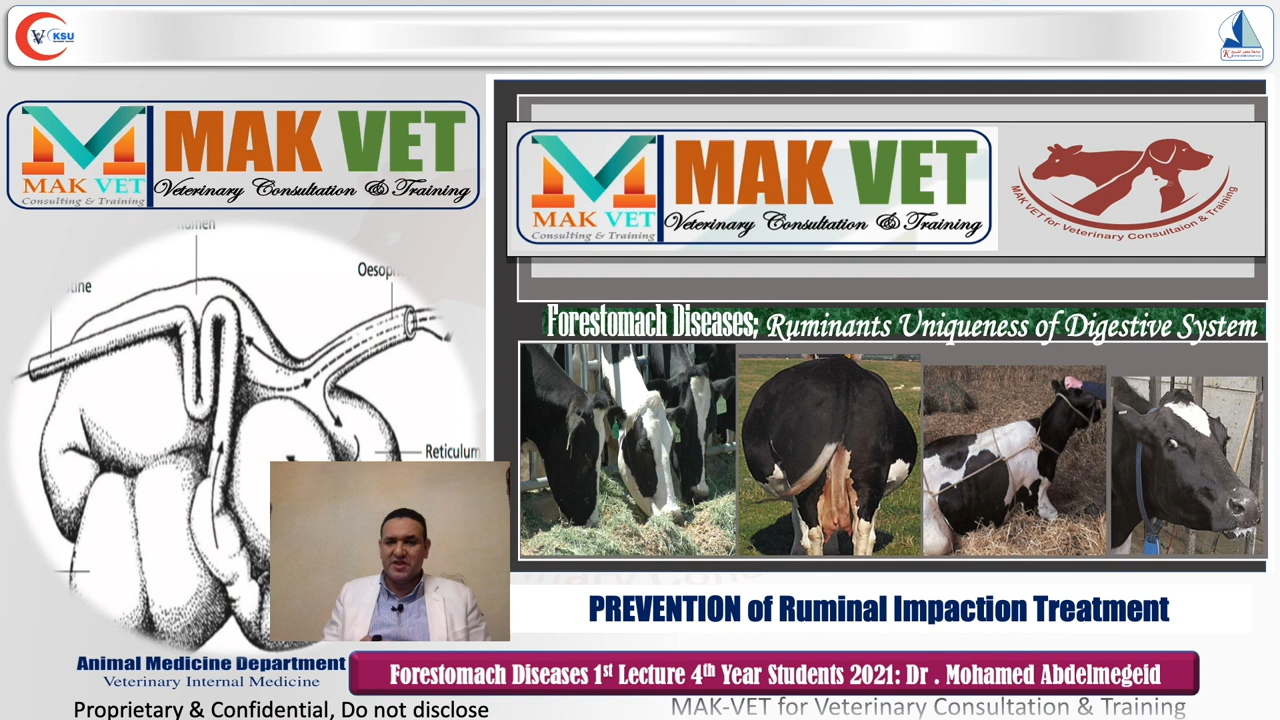 KSU
MAK VET
Veterinary Consultation & Training
MAK VET
Consulting & Training
MAK VET
Veterinary Consultation & Training
MAK VET
Consulting & Training
MAK VET for Veterinary Consultaion & Training
Forestomach Diseases; Ruminants Uniqueness of Digestive System
Reticulum
PREVENTION of Ruminal Impaction Treatment
Animal Medicine Department
Veterinary Internal Medicine
Forestomach Diseases 1st Lecture 4th Year Students 2021: Dr . Mohamed Abdelmegeid
Proprietary & Confidential, Do not disclose
MAK-VET for Veterinary Consultation & Training